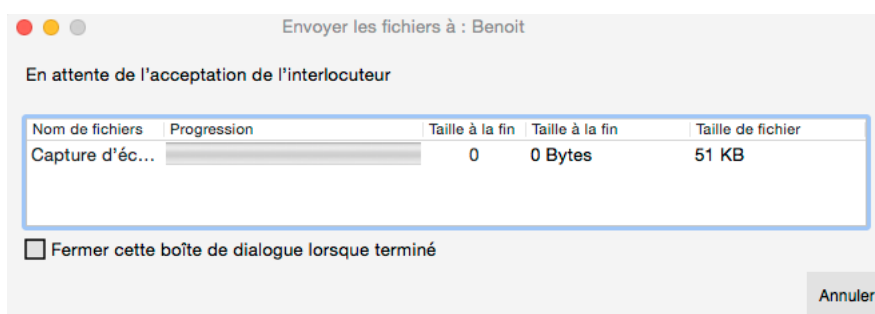 Envoyer les fichiers à : Benoit
En attente de l'acceptation de l'interlocuteur
Nom de fichiers Progression Taille à la fin Taille à la fin Taille de fichier
Capture d'éc... 0 0 Bytes 51 KB
Fermer cette boîte de dialogue lorsque terminé
Annuler